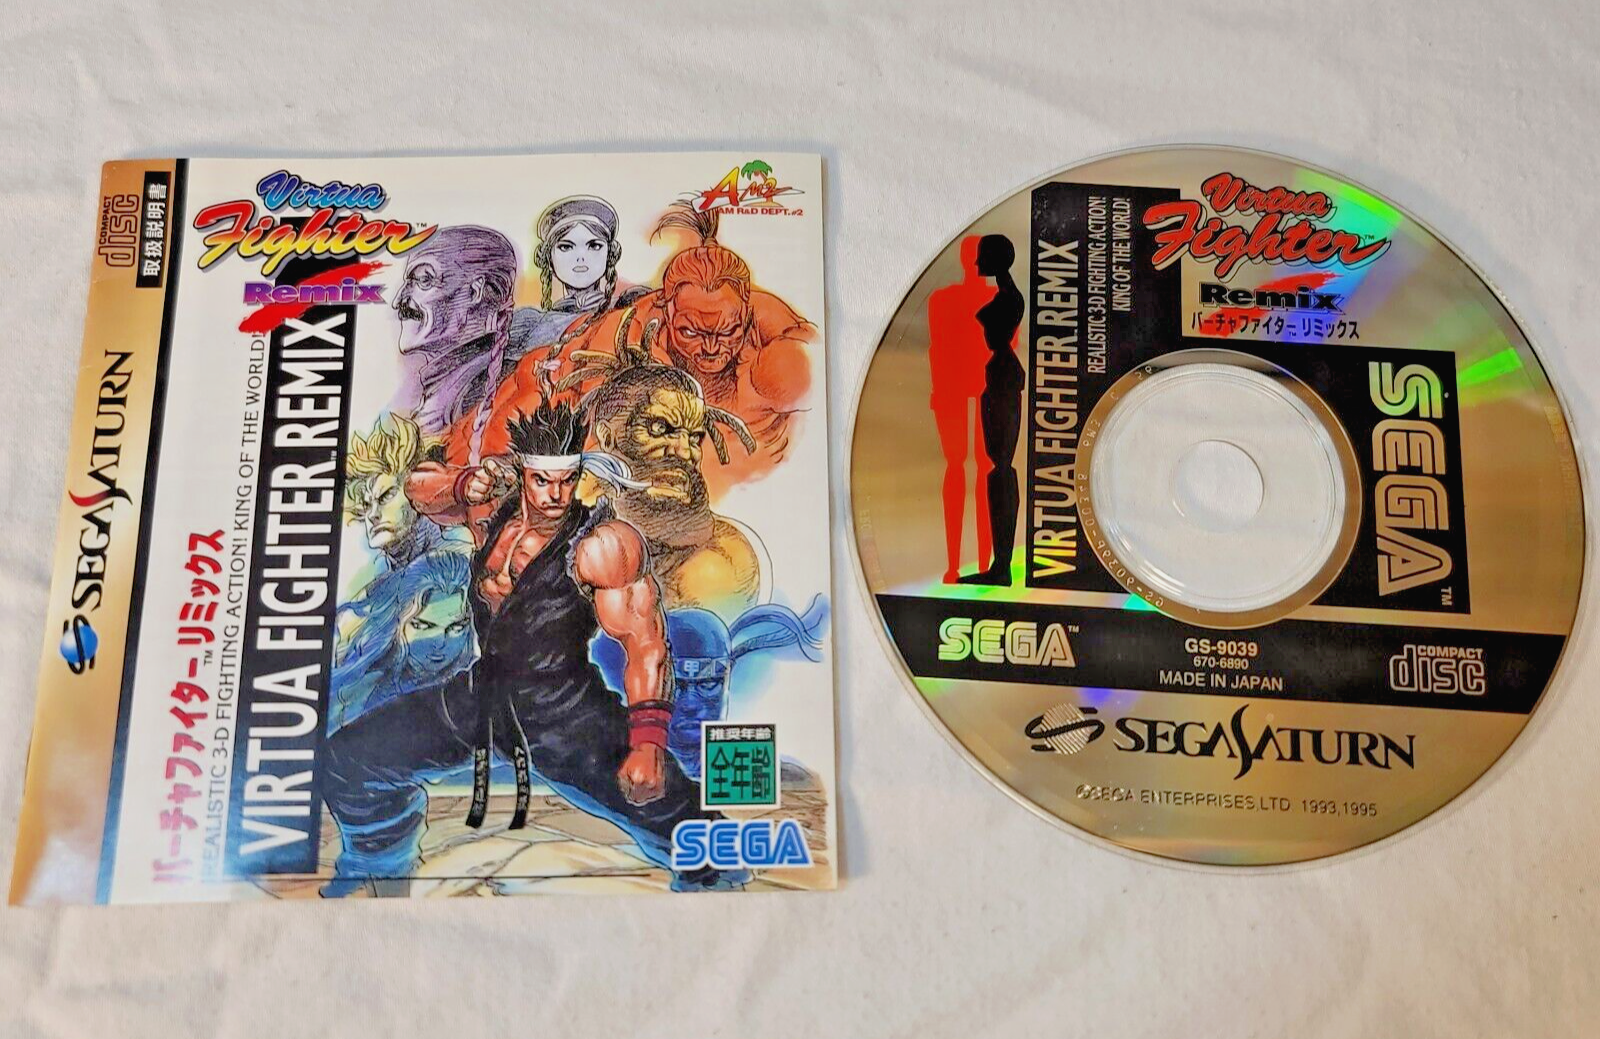 COMPACT
disc
取扱説明書
SEGA SATURN
バーチャファイター リミックス
TM
REALISTIC 3-D FIGHTING ACTION! KING OF THE WORLD!
VIRTUA FIGHTER REMIX
Virtua
Fighter
TM
Remix
AM2
AM R&D DEPT.#2
推奨年齢
全年齢
SEGA
Virtua
Fighter
TM
Remix
バーチャファイター リミックス
REALISTIC 3-D FIGHTING ACTION!
KING OF THE WORLD!
VIRTUA FIGHTER REMIX
SEGA
TM
SEGA
TM
GS-9039
670-6890
MADE IN JAPAN
COMPACT
disc
SEGA SATURN
©SEGA ENTERPRISES,LTD 1993,1995